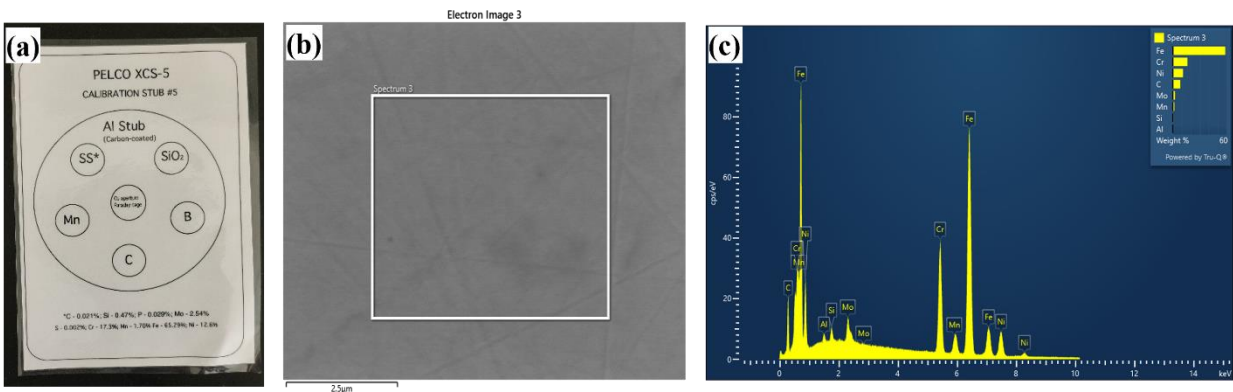 Electron Image 3
(a)
PELCO XCS-5
CALIBRATION STUB #5
Al Stub
(Carbon-coated)
SS*
SiO₂
Mn
B
C
*C - 0.021%; Si - 0.47%; P - 0.029%; Mo - 2.54%
S - 0.002%; Cr - 17.3%; Mn - 1.70% Fe - 65.29%; Ni - 12.6%
(b)
Spectrum 3
2.5µm
(c)
Spectrum 3
Fe
Cr
Ni
C
Mo
Mn
Si
Al
Weight %
60
Powered by Tru-Q®
cps/eV
80
60
40
20
0
Fe
Ni
Cr
Mn
C
Al
Si
Mo
Mo
Cr
Mn
Fe
Fe
Ni
Ni
0
2
4
6
8
10
12
14
keV